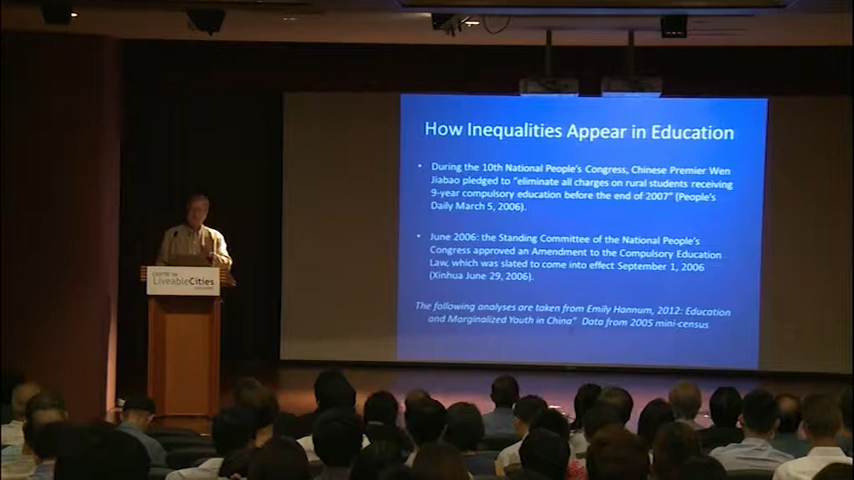 How Inequalities Appear in Education
• During the 10th National People's Congress, Chinese Premier Wen
Jiabao pledged to "eliminate all charges on rural students receiving
9-year compulsory education before the end of 2007" (People's
Daily March 5, 2006).
• June 2006: the Standing Committee of the National People's
Congress approved an Amendment to the Compulsory Education
Law, which was slated to come into effect September 1, 2006
(Xinhua June 29, 2006).
The following analyses are taken from Emily Hannum, 2012: Education
and Marginalized Youth in China" Data from 2005 mini-census
CENTRE for
LiveableCities